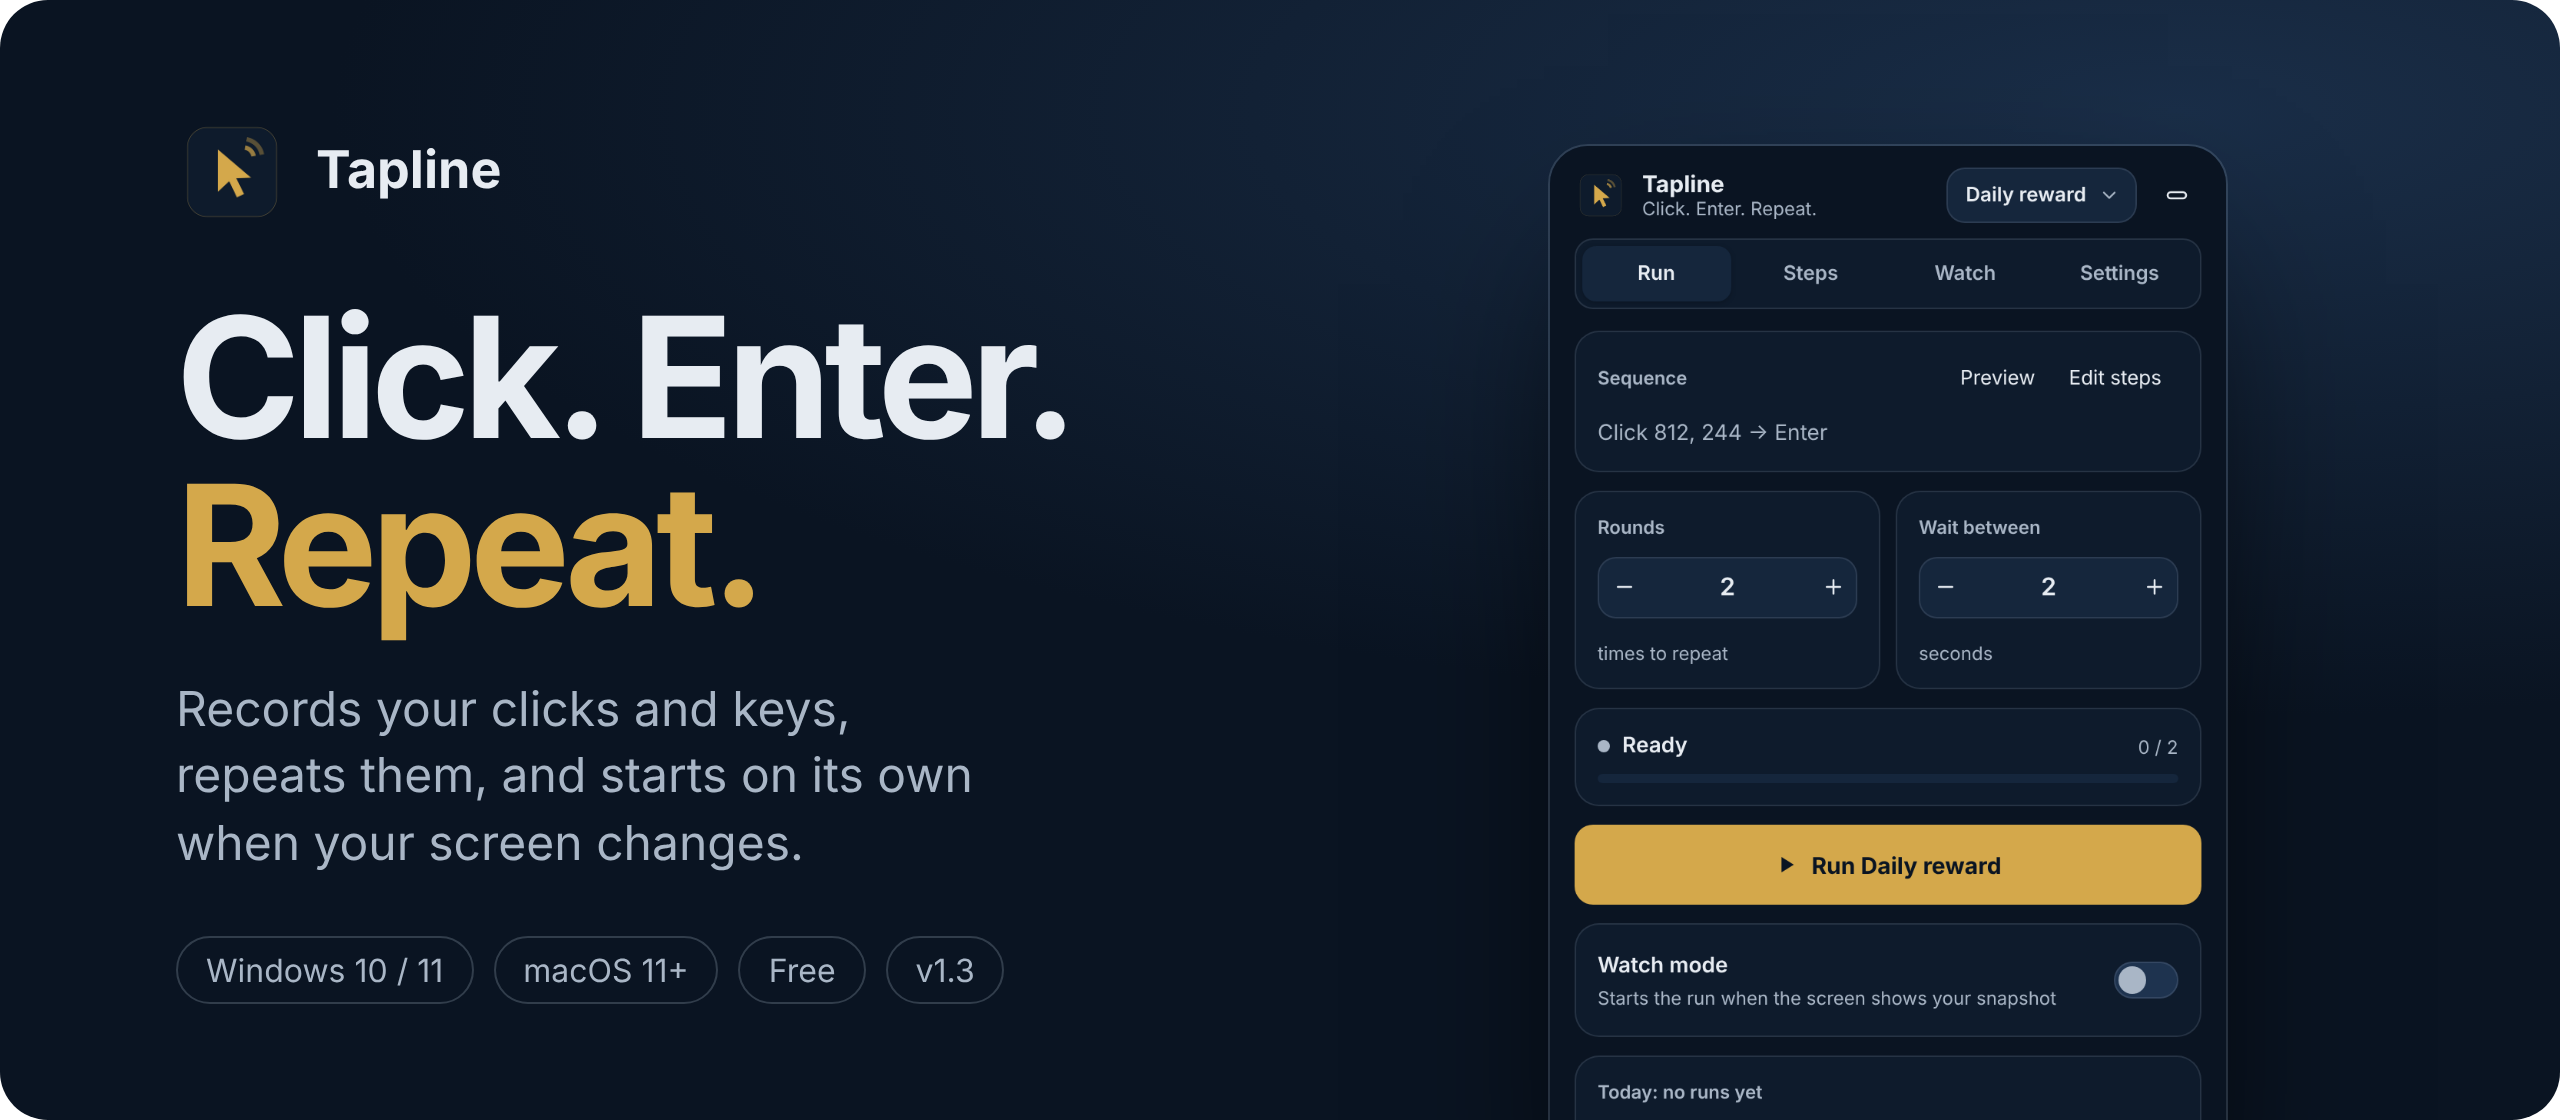 Tapline
Click. Enter.
Repeat.
Records your clicks and keys,
repeats them, and starts on its own
when your screen changes.
Windows 10 / 11
macOS 11+
Free
v1.3
Tapline
Click. Enter. Repeat.
Daily reward
Run
Steps
Watch
Settings
Sequence
Preview
Edit steps
Click 812, 244 → Enter
Rounds
− 2 +
times to repeat
Wait between
− 2 +
seconds
Ready
0 / 2
Run Daily reward
Watch mode
Starts the run when the screen shows your snapshot
Today: no runs yet